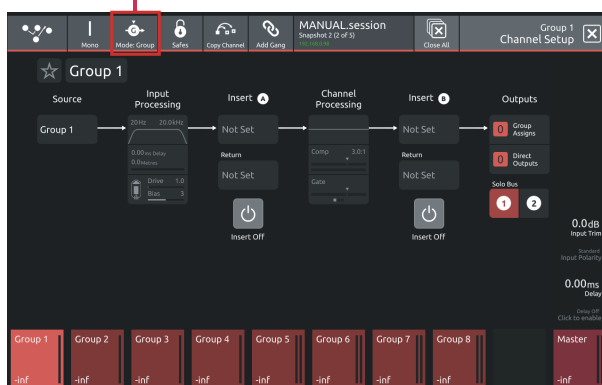 Mono
G
Mode: Group
Safes
Copy Channel
Add Gang
MANUAL.session
Snapshot 2 (2 of 5)
Close All
Group 1
Channel Setup
Group 1
Source
Input
Processing
Insert A
Channel
Processing
Insert B
Outputs
Group 1
20Hz 20.0kHz
Not Set
Not Set
0 Group
Assigns
0.00ms Delay
0.0Metres
Return
Comp 3.0:1
Return
0 Direct
Outputs
Drive 1.0
Bias 3
Not Set
Gate
Not Set
Solo Bus
1 2
Insert Off
Insert Off
0.0dB
Input Trim
Standard
Input Polarity
0.00ms
Delay
Delay Off
Click to enable
Group 1 Group 2 Group 3 Group 4 Group 5 Group 6 Group 7 Group 8 Master
-inf -inf -inf -inf -inf -inf -inf -inf -inf